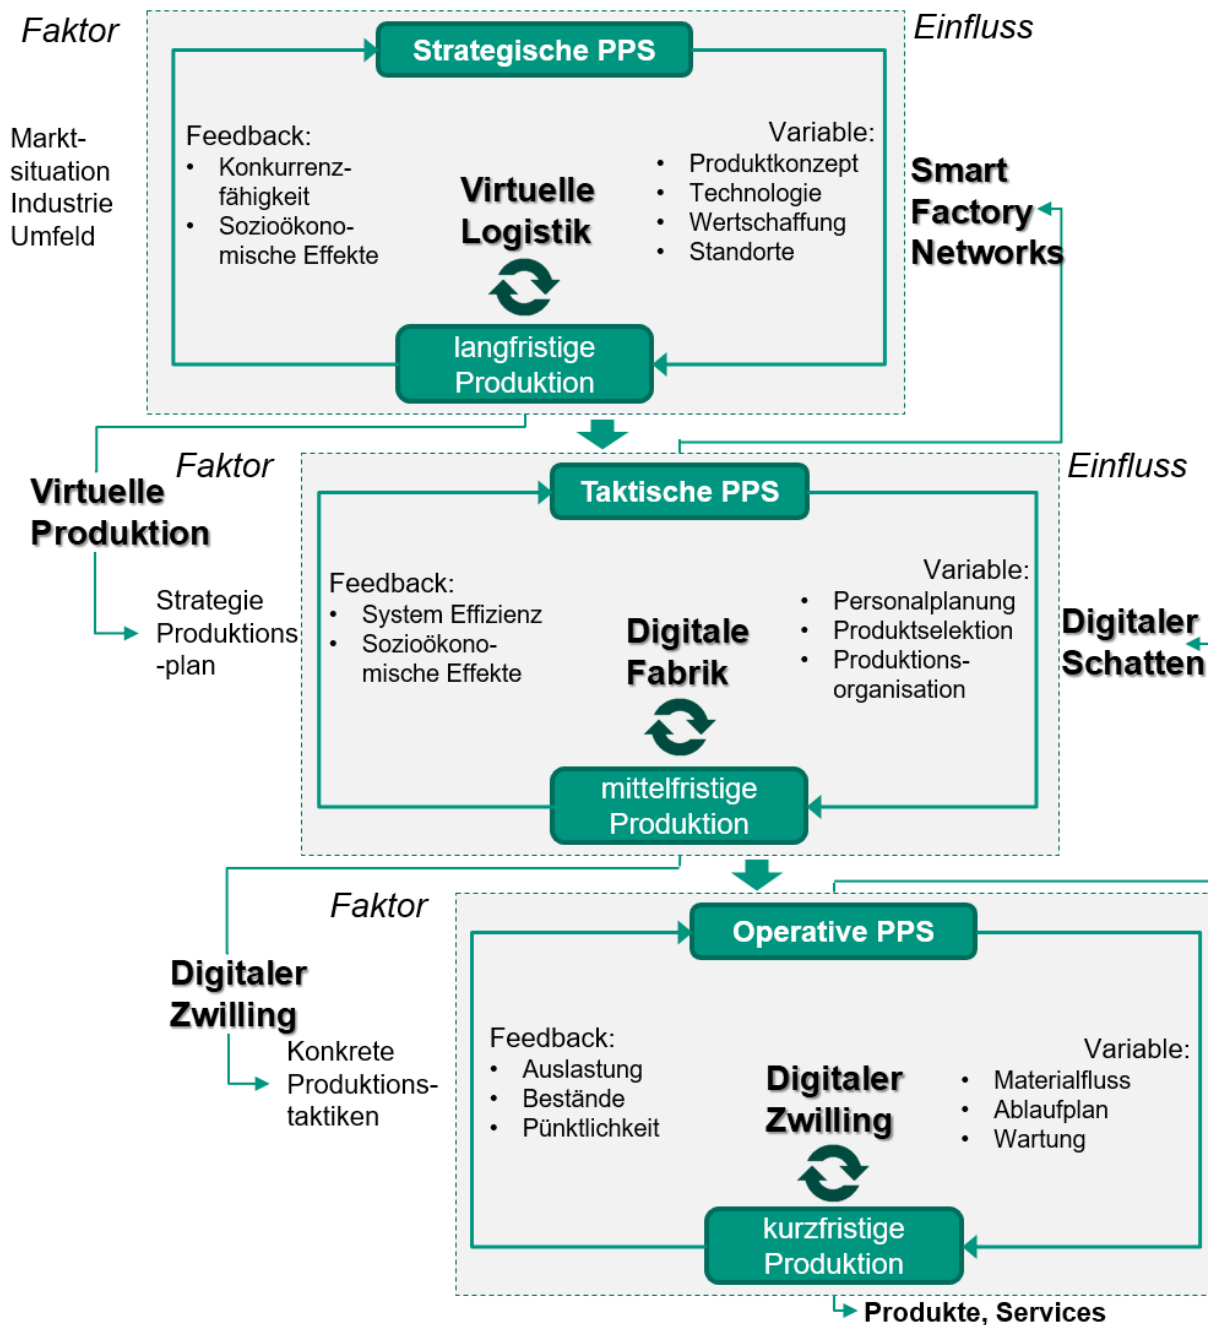 Faktor
Einfluss
Strategische PPS
Markt-
situation
Industrie
Umfeld
Feedback:
• Konkurrenz-
fähigkeit
• Sozioökono-
mische Effekte
Virtuelle
Logistik
Variable:
• Produktkonzept
• Technologie
• Wertschaffung
• Standorte
Smart
Factory
Networks
langfristige
Produktion
Faktor
Einfluss
Virtuelle
Produktion
Taktische PPS
Strategie
Produktions
-plan
Feedback:
• System Effizienz
• Sozioökono-
mische Effekte
Digitale
Fabrik
Variable:
• Personalplanung
• Produktselektion
• Produktions-
organisation
Digitaler
Schatten
mittelfristige
Produktion
Faktor
Operative PPS
Digitaler
Zwilling
Konkrete
Produktions-
taktiken
Feedback:
• Auslastung
• Bestände
• Pünktlichkeit
Digitaler
Zwilling
Variable:
• Materialfluss
• Ablaufplan
• Wartung
kurzfristige
Produktion
Produkte, Services